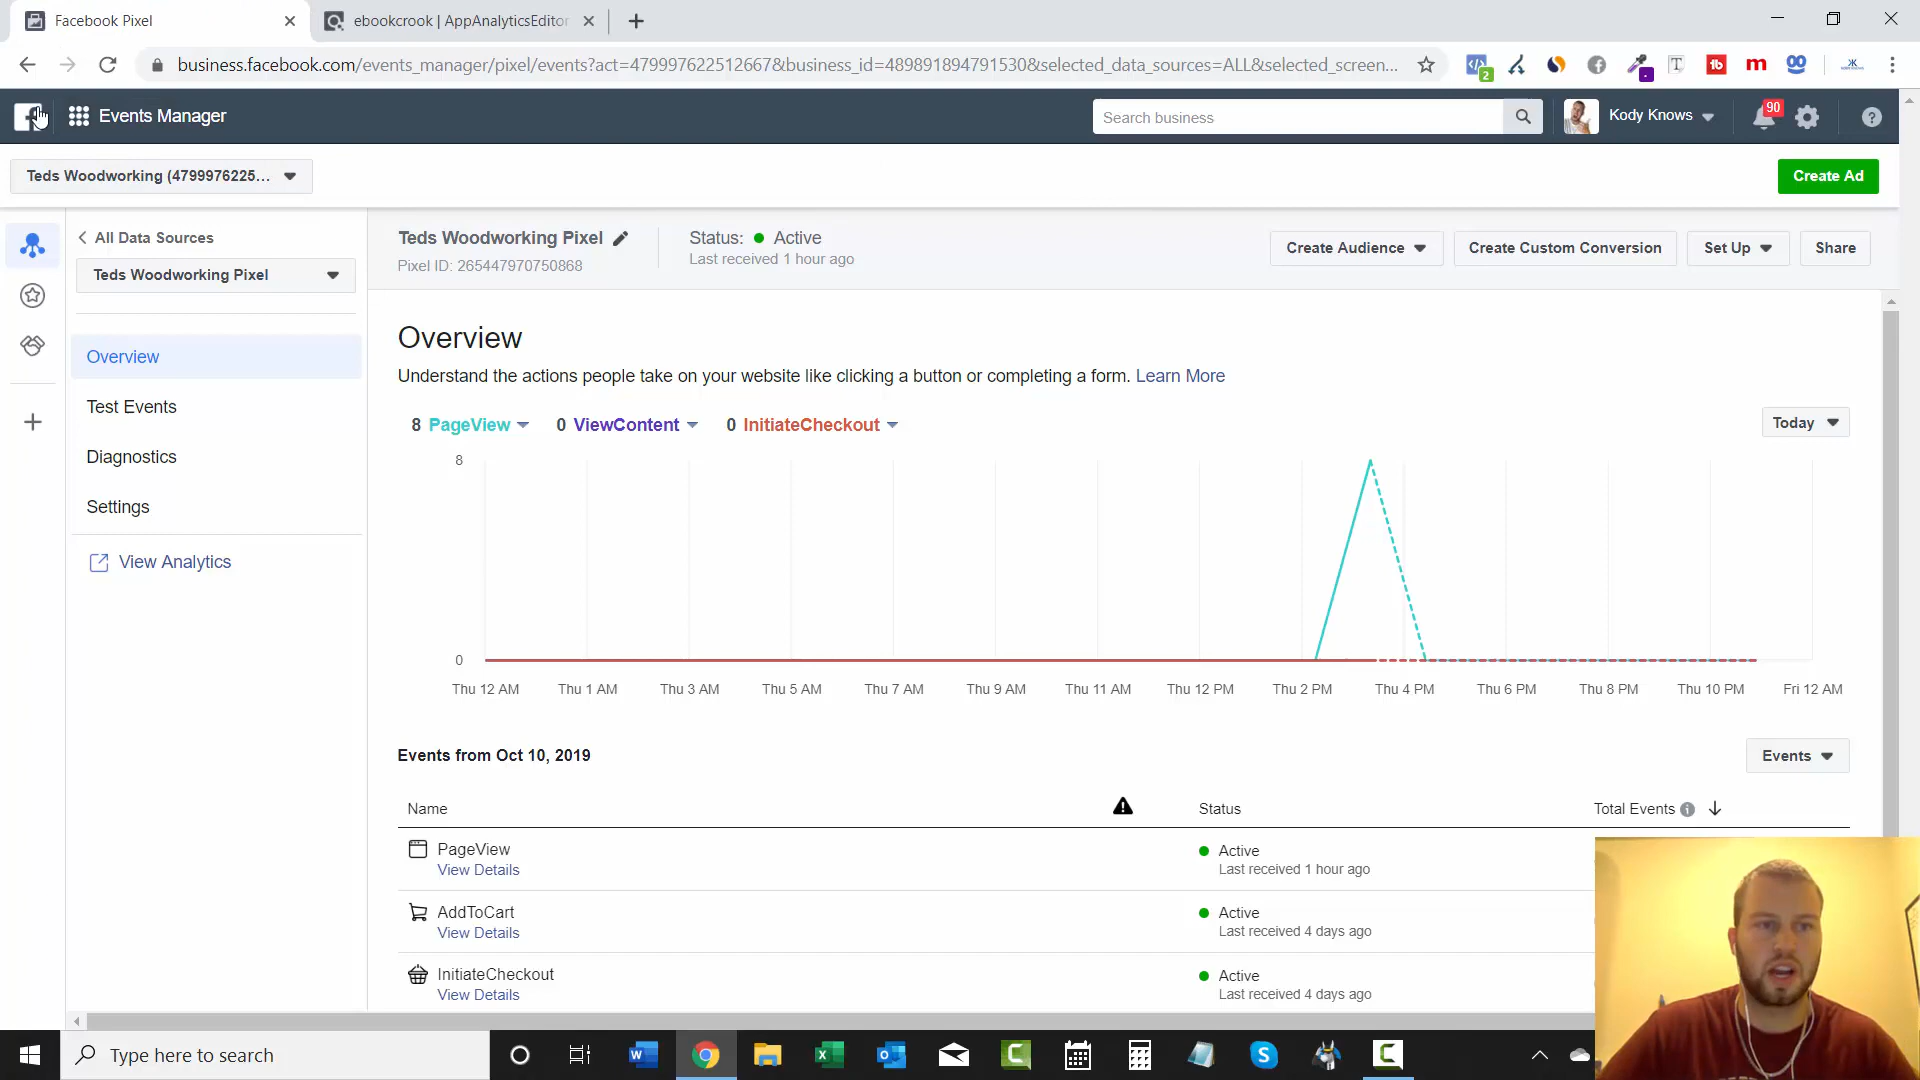 Facebook Pixel
ebookcrook | AppAnalyticsEditor
business.facebook.com/events_manager/pixel/events?act=479997622512667&business_id=489891894791530&selected_data_sources=ALL&selected_screen...
2
T
tb
m
Events Manager
Search business
Kody Knows
90
Teds Woodworking (4799976225...
Create Ad
All Data Sources
Teds Woodworking Pixel
Overview
Test Events
Diagnostics
Settings
View Analytics
Teds Woodworking Pixel
Pixel ID: 265447970750868
Status: Active
Last received 1 hour ago
Create Audience
Create Custom Conversion
Set Up
Share
Overview
Understand the actions people take on your website like clicking a button or completing a form. Learn More
8 PageView
0 ViewContent
0 InitiateCheckout
Today
8
0
Thu 12 AM
Thu 1 AM
Thu 3 AM
Thu 5 AM
Thu 7 AM
Thu 9 AM
Thu 11 AM
Thu 12 PM
Thu 2 PM
Thu 4 PM
Thu 6 PM
Thu 8 PM
Thu 10 PM
Fri 12 AM
Events from Oct 10, 2019
Events
Name
Status
Total Events
PageView
View Details
Active
Last received 1 hour ago
AddToCart
View Details
Active
Last received 4 days ago
InitiateCheckout
View Details
Active
Last received 4 days ago
Type here to search